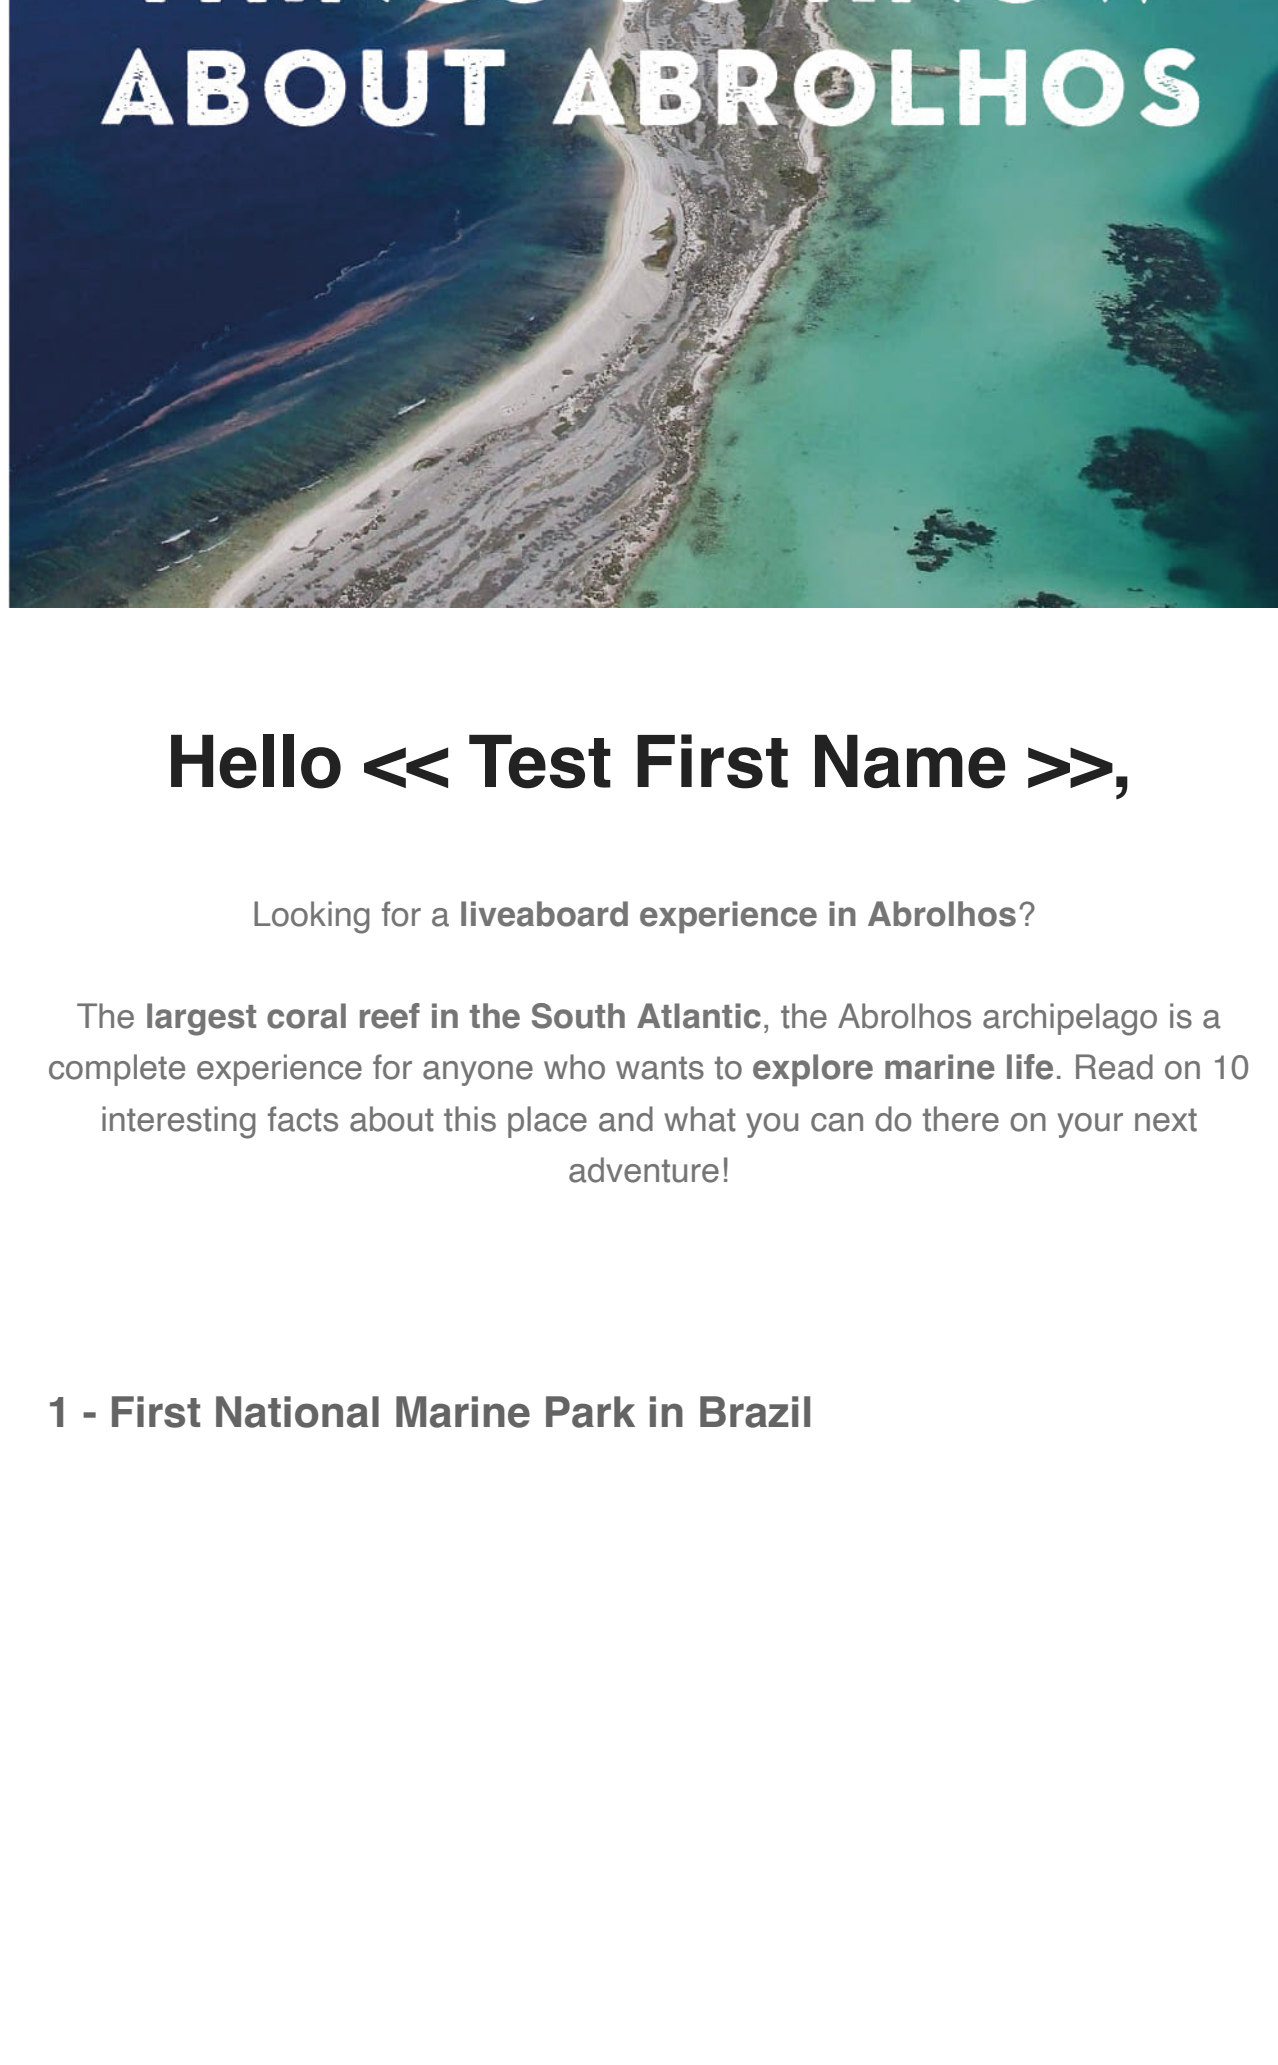 ABOUT ABROLHOS
Hello << Test First Name >>,
Looking for a liveaboard experience in Abrolhos?
The largest coral reef in the South Atlantic, the Abrolhos archipelago is a
complete experience for anyone who wants to explore marine life. Read on 10
interesting facts about this place and what you can do there on your next
adventure!
1 - First National Marine Park in Brazil